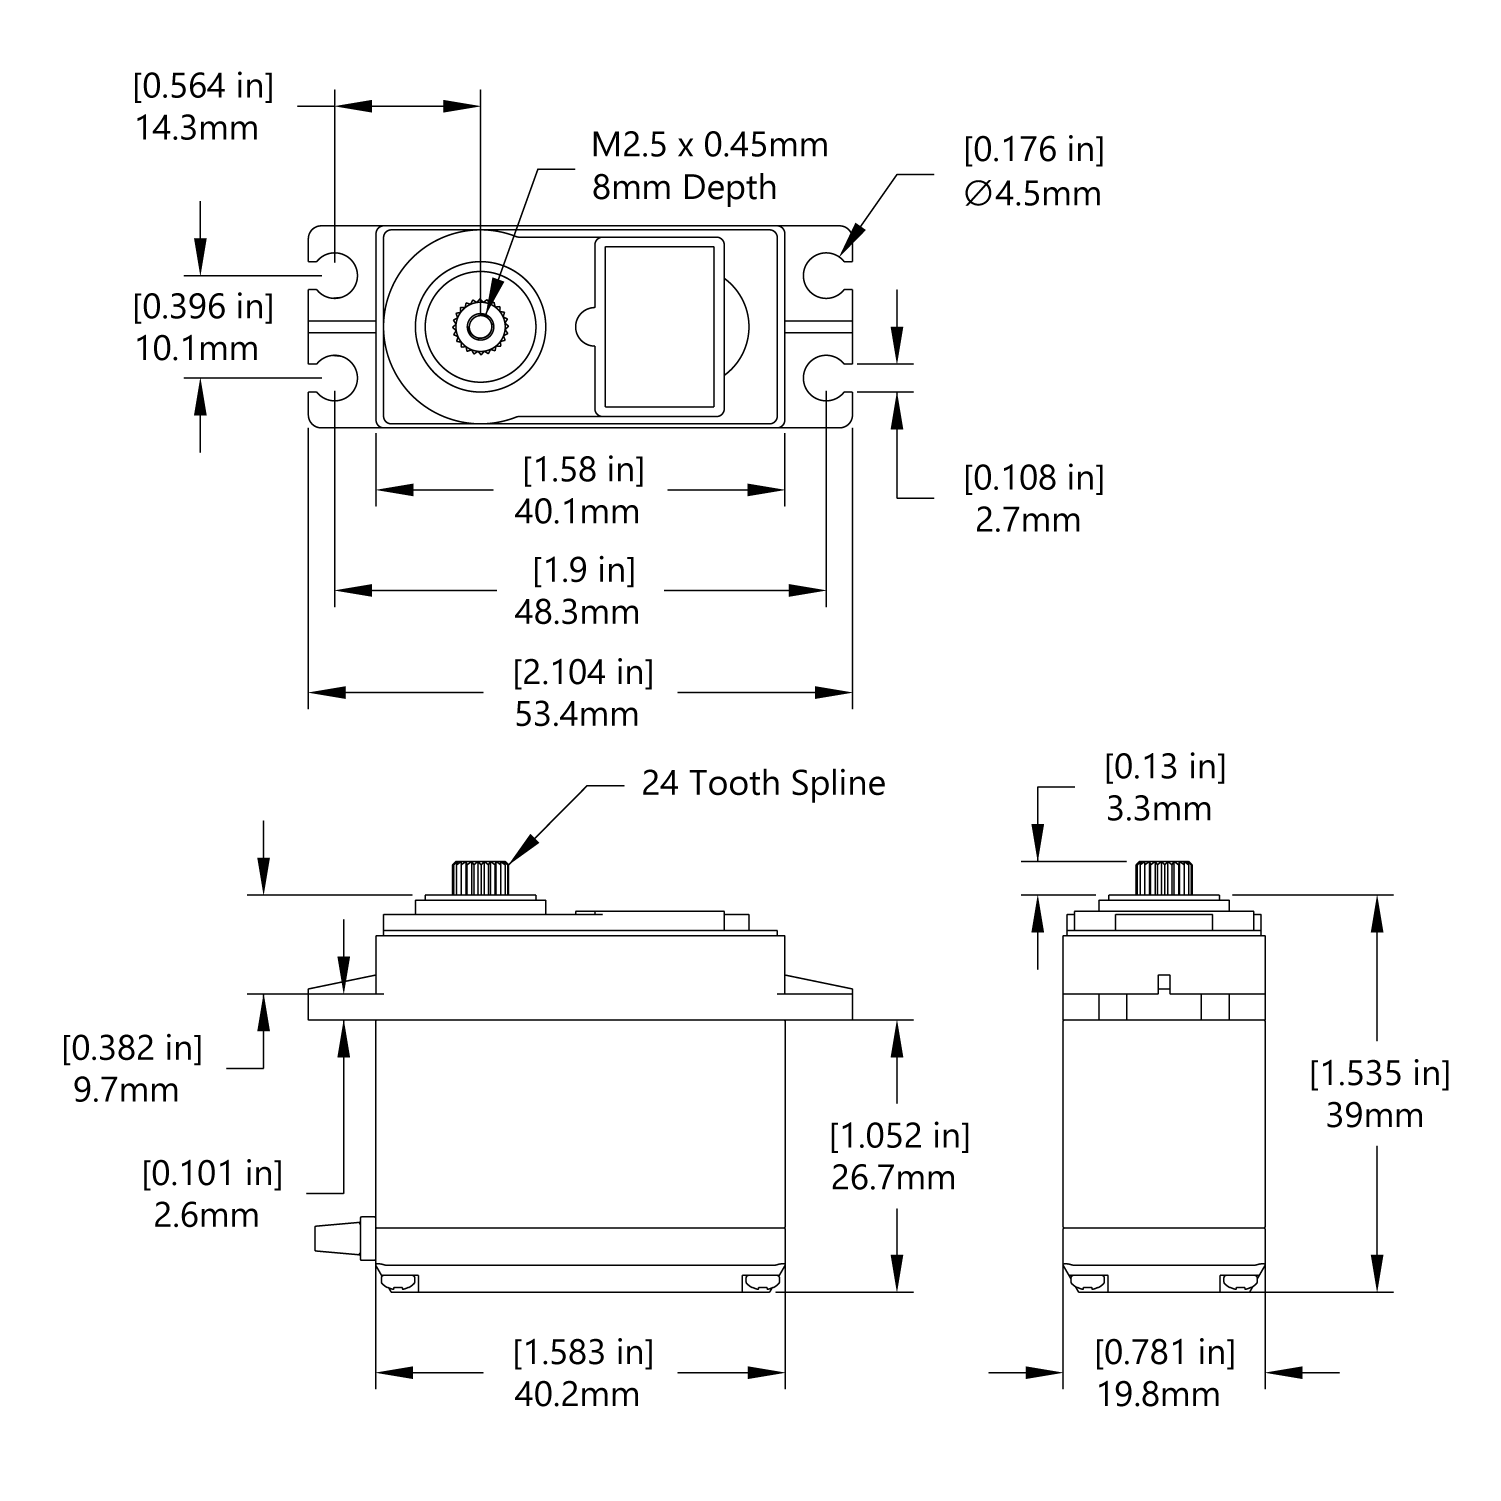 [0.564 in]
14.3mm
M2.5 x 0.45mm
8mm Depth
[0.176 in]
∅4.5mm
[0.396 in]
10.1mm
[1.58 in]
40.1mm
[0.108 in]
2.7mm
[1.9 in]
48.3mm
[2.104 in]
53.4mm
24 Tooth Spline
[0.13 in]
3.3mm
[0.382 in]
9.7mm
[1.535 in]
39mm
[1.052 in]
26.7mm
[0.101 in]
2.6mm
[1.583 in]
40.2mm
[0.781 in]
19.8mm